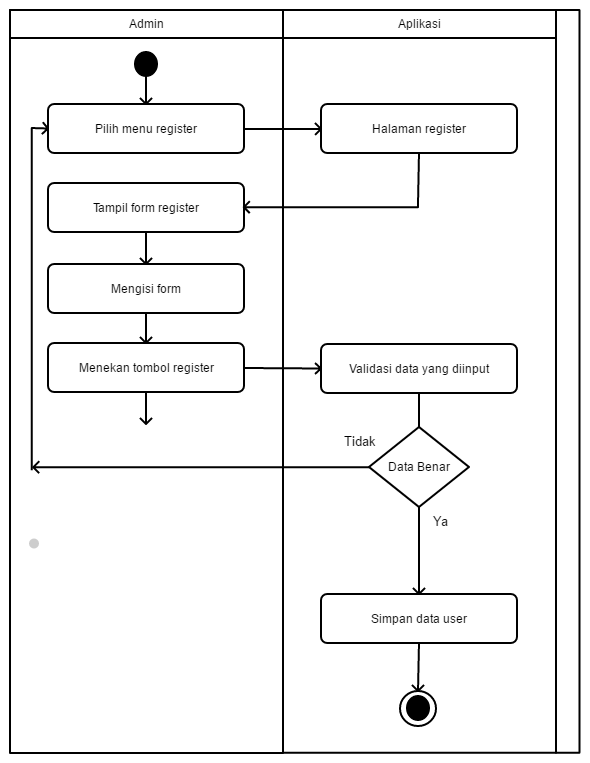 Admin
Aplikasi
Pilih menu register
Halaman register
Tampil form register
Mengisi form
Menekan tombol register
Validasi data yang diinput
Tidak
Data Benar
Ya
Simpan data user